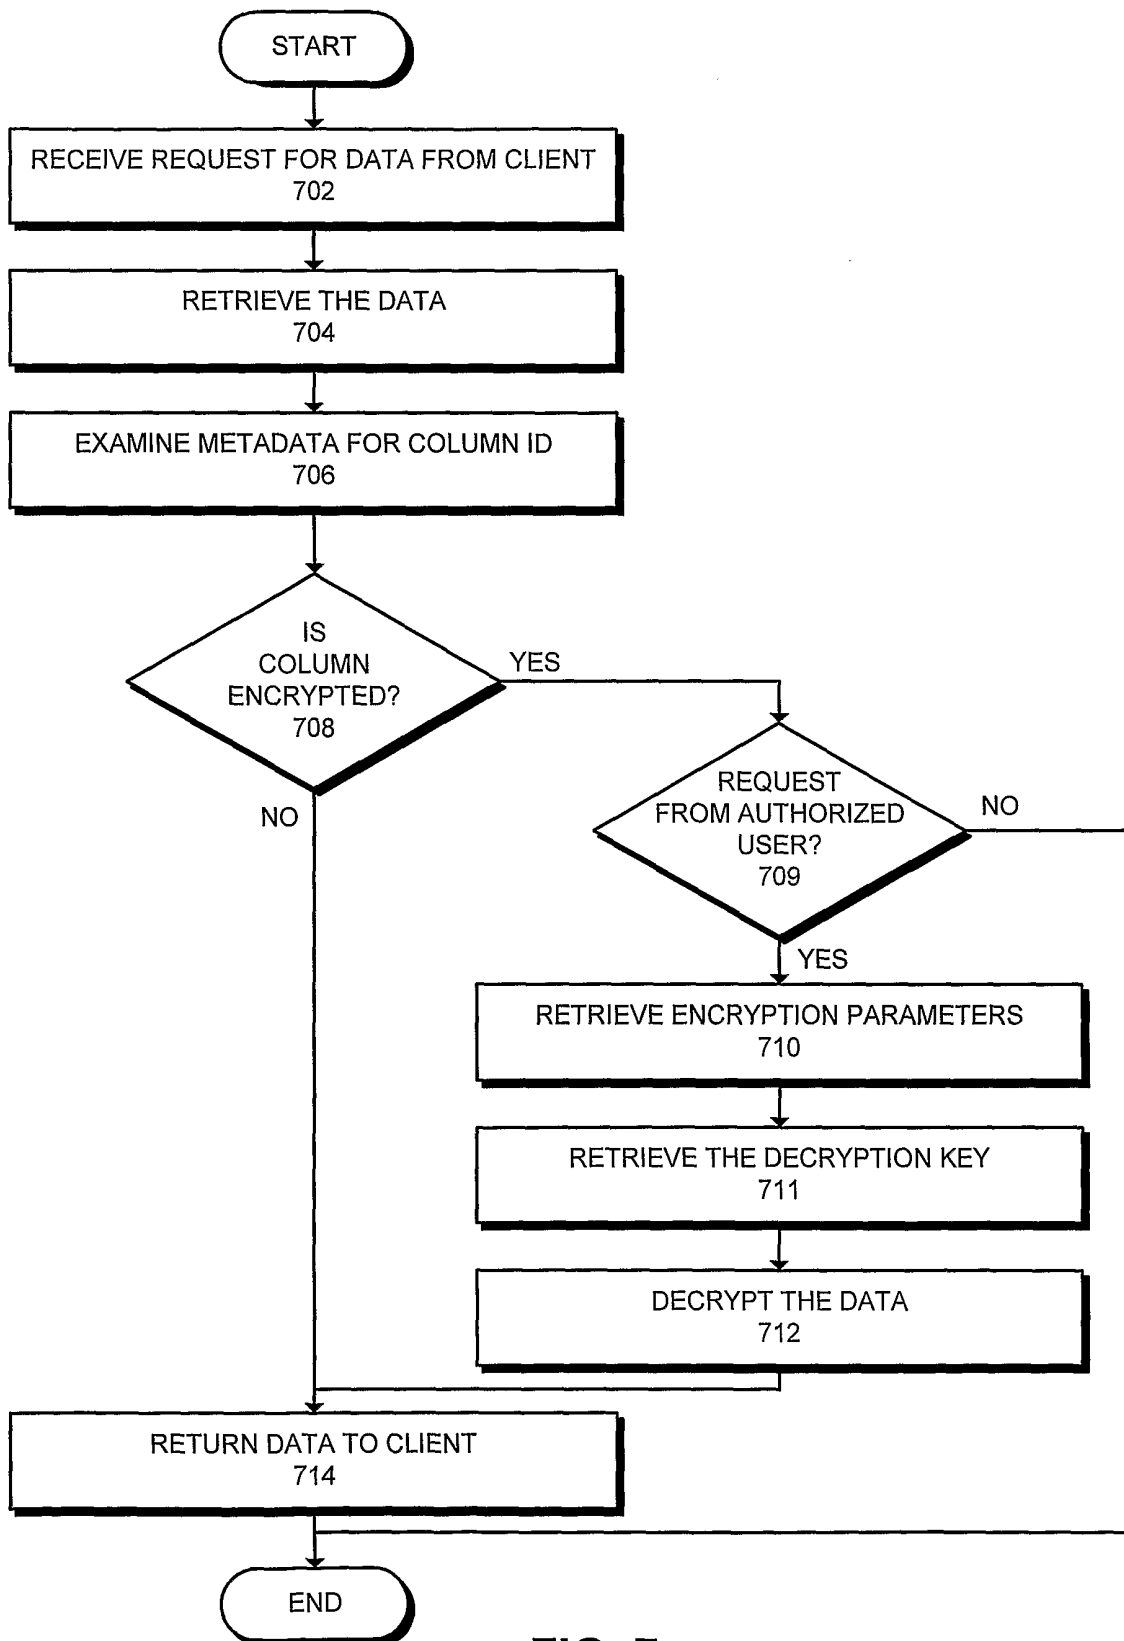 START
RECEIVE REQUEST FOR DATA FROM CLIENT
702
RETRIEVE THE DATA
704
EXAMINE METADATA FOR COLUMN ID
706
IS
COLUMN
ENCRYPTED?
708
YES
NO
REQUEST
FROM AUTHORIZED
USER?
709
NO
YES
RETRIEVE ENCRYPTION PARAMETERS
710
RETRIEVE THE DECRYPTION KEY
711
DECRYPT THE DATA
712
RETURN DATA TO CLIENT
714
END